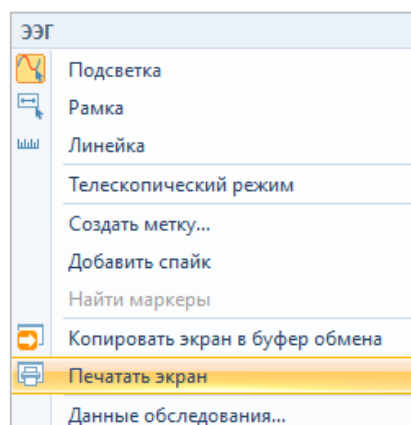 ЭЭГ
Подсветка
Рамка
Линейка
Телескопический режим
Создать метку...
Добавить спайк
Найти маркеры
Копировать экран в буфер обмена
Печатать экран
Данные обследования...